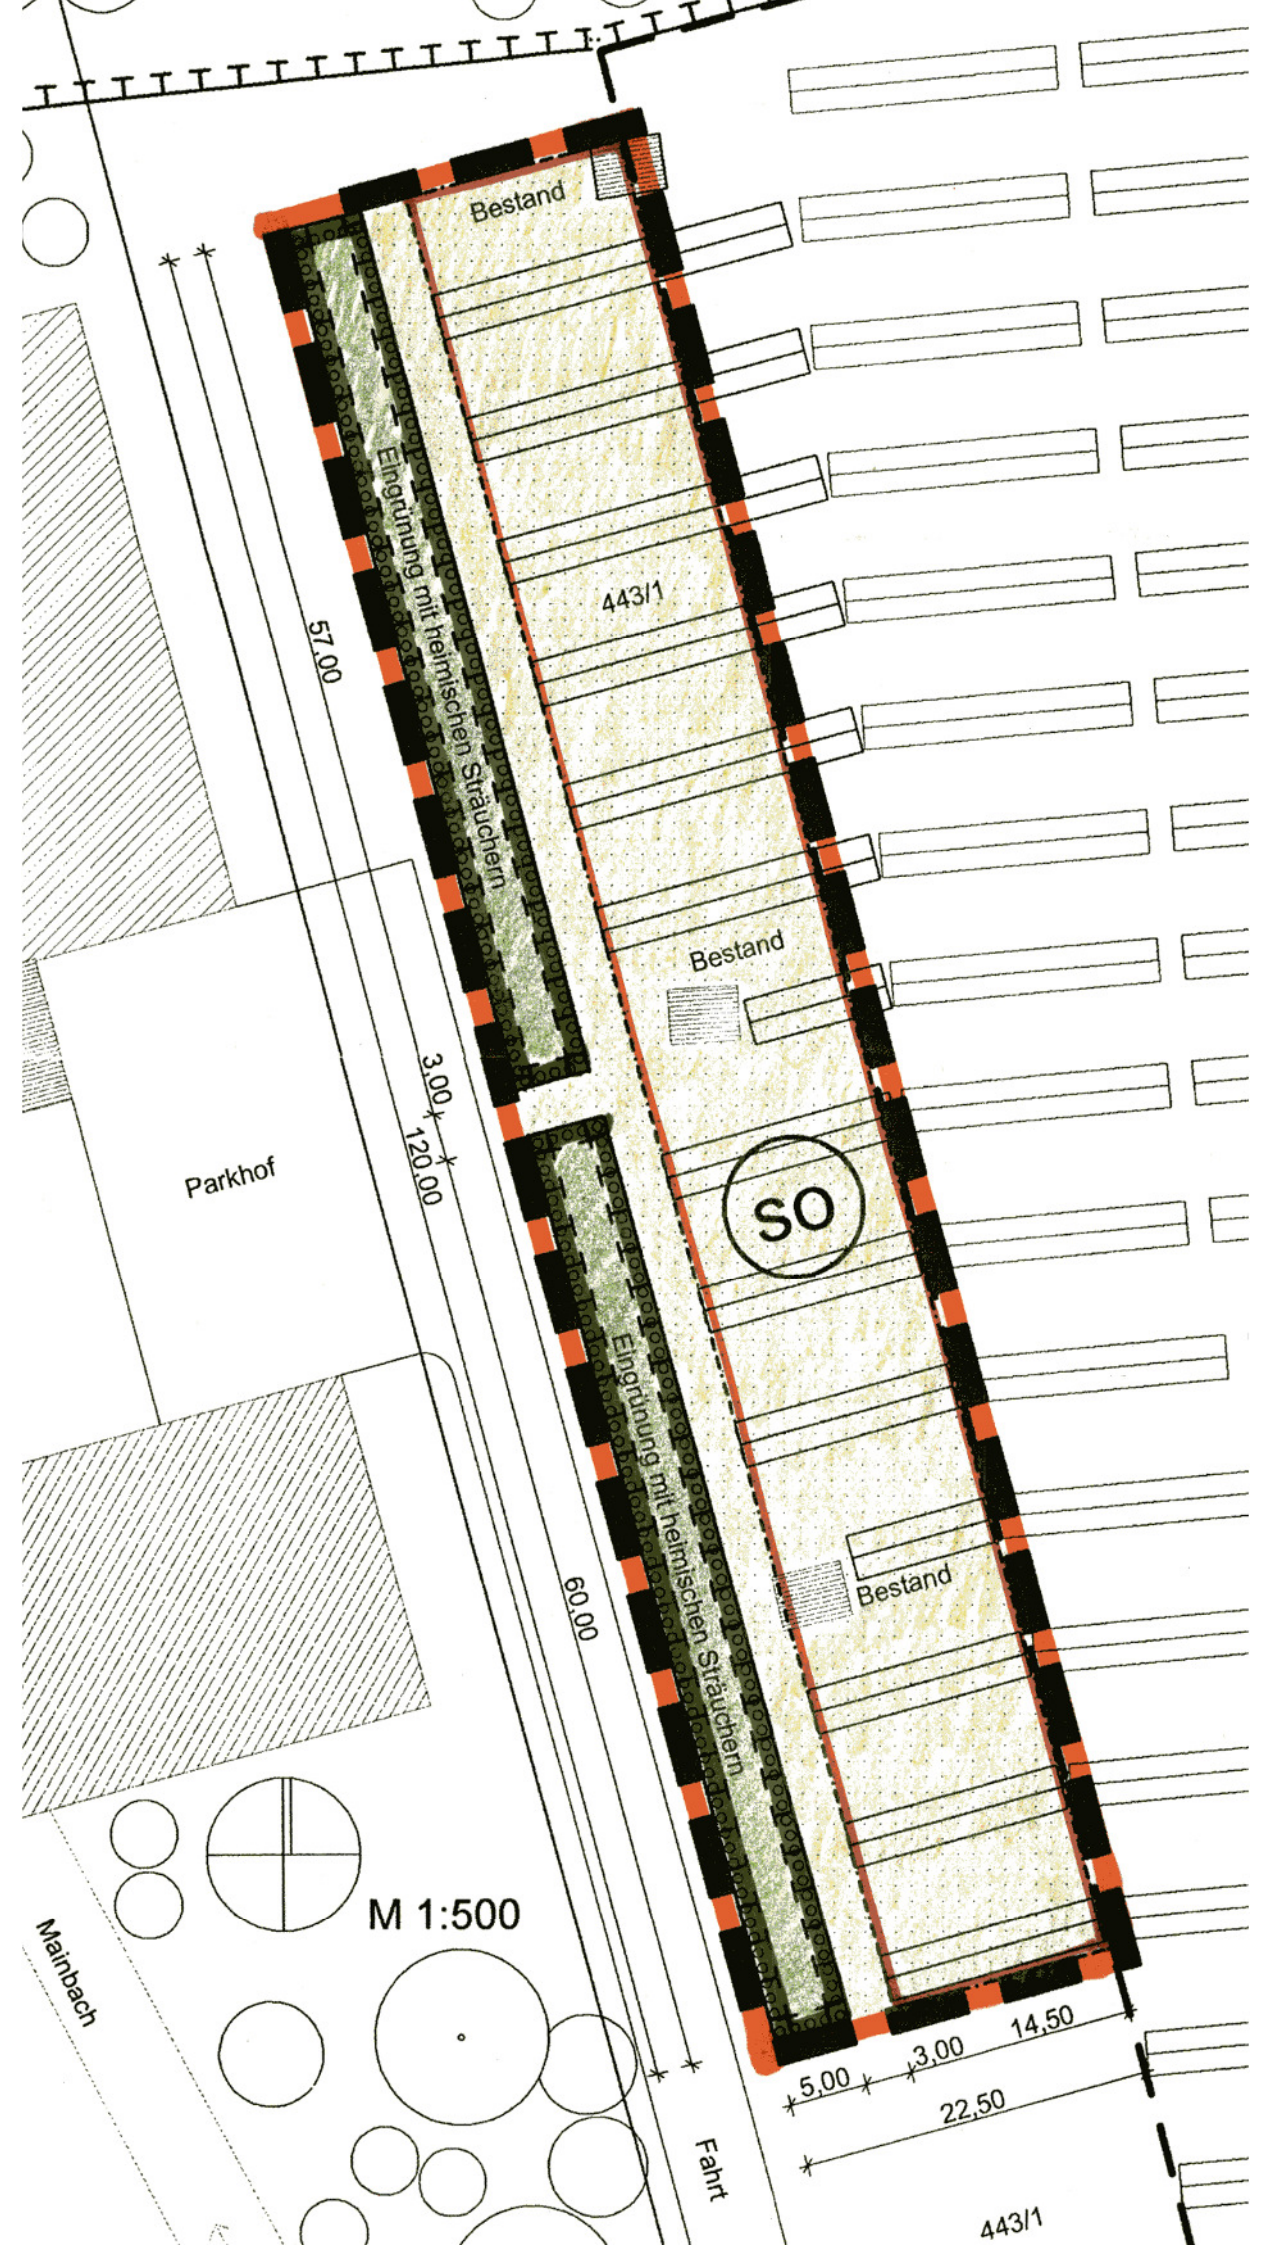 Bestand
Eingrünung mit heimischen Sträuchern
443/1
57.00
Bestand
3,00
120.00
Parkhof
SO
Eingrünung mit heimischen Sträuchern
Bestand
60,00
M 1:500
Mainbach
14,50
3,00
5,00
22,50
Fahrt
443/1